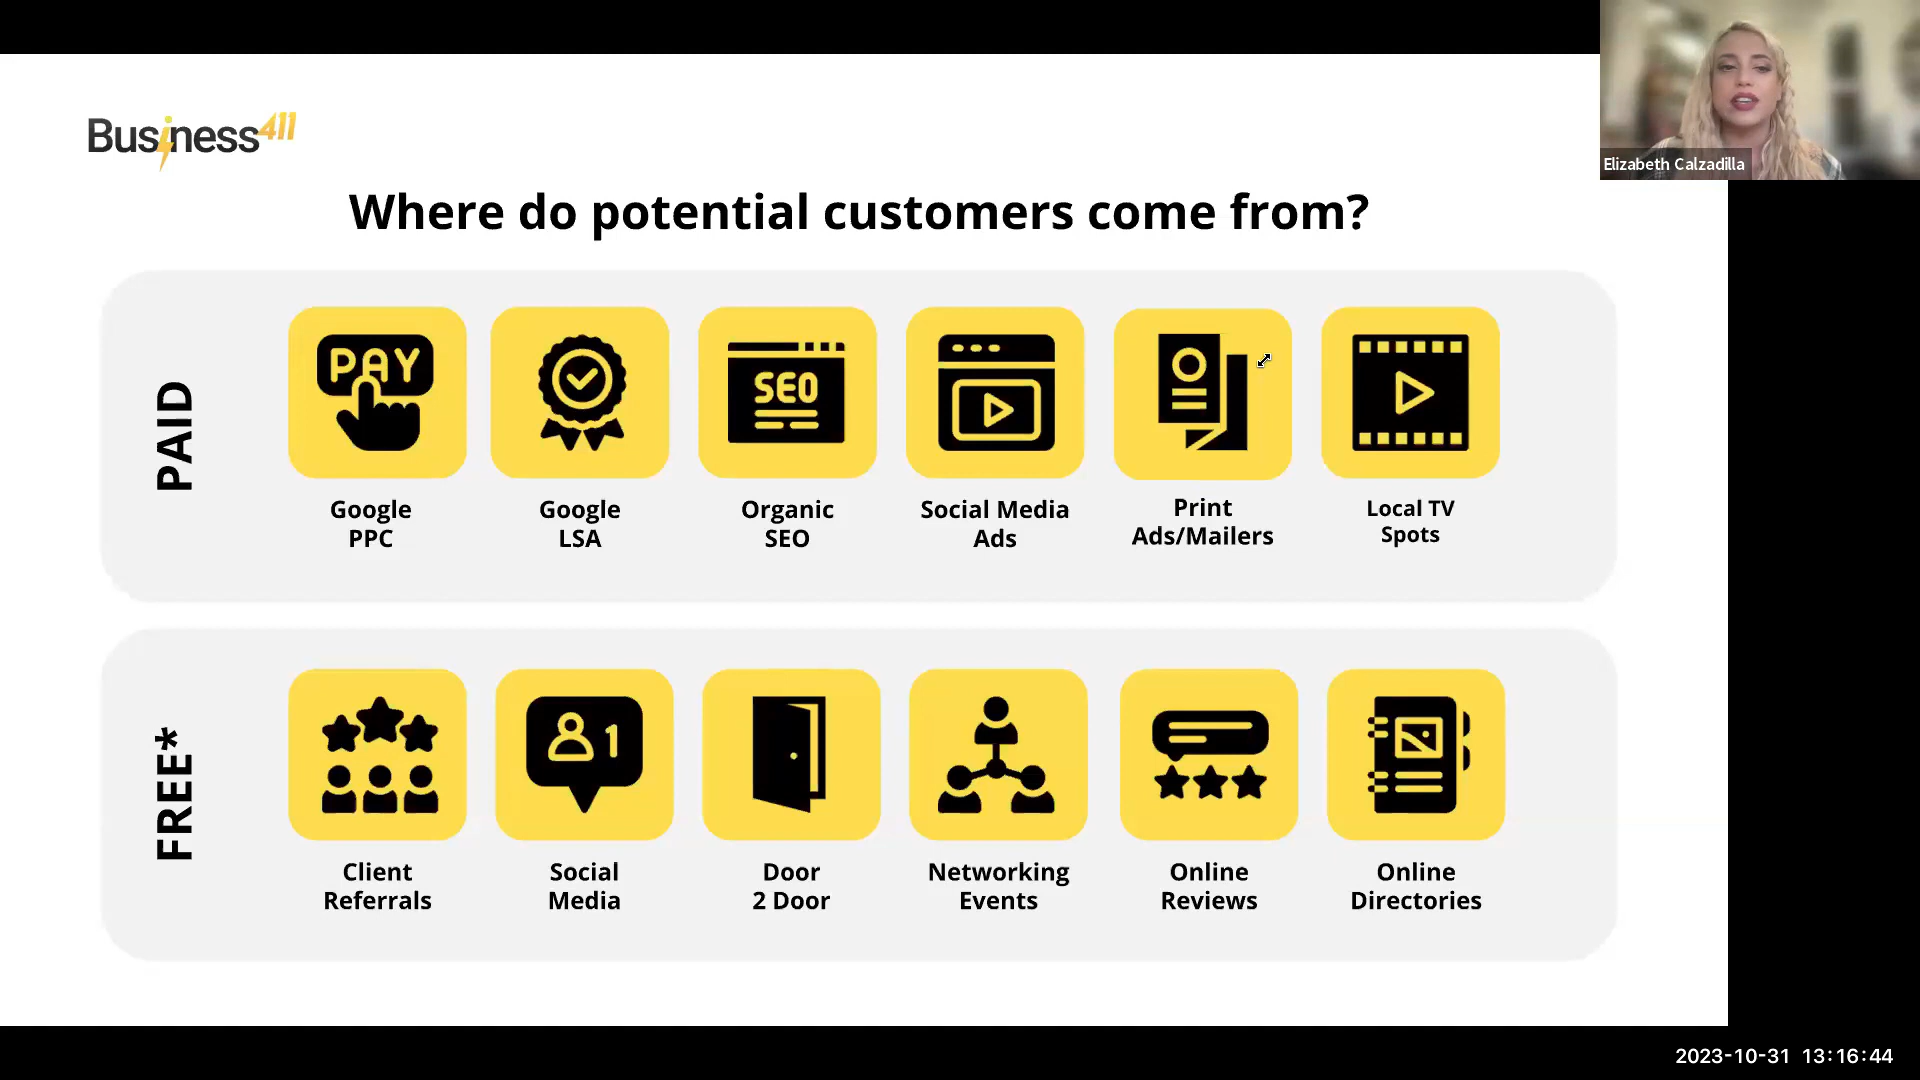 Business411
Elizabeth Calzadilla
Where do potential customers come from?
PAID
PAY
SEO
Google
PPC
Google
LSA
Organic
SEO
Social Media
Ads
Print
Ads/Mailers
Local TV
Spots
FREE*
1
Client
Referrals
Social
Media
Door
2 Door
Networking
Events
Online
Reviews
Online
Directories
2023-10-31 13:16:44